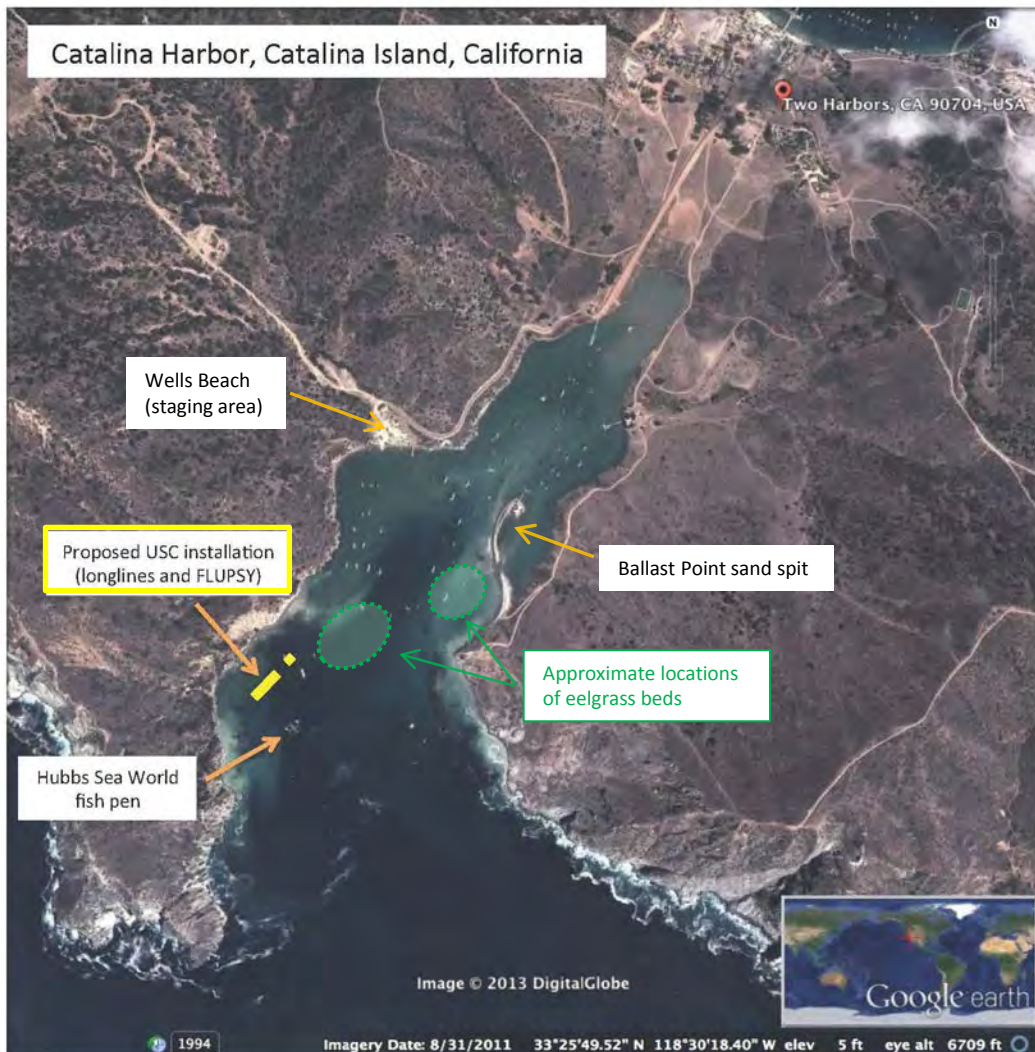 Catalina Harbor, Catalina Island, California
N
Two Harbors, CA 90704, USA
Wells Beach
(staging area)
Proposed USC installation
(longlines and FLUPSY)
Ballast Point sand spit
Approximate locations
of eelgrass beds
Hubbs Sea World
fish pen
Image © 2013 DigitalGlobe
Google earth
1994
Imagery Date: 8/31/2011 33°25'49.52" N 118°30'18.40" W elev 5 ft eye alt 6709 ft